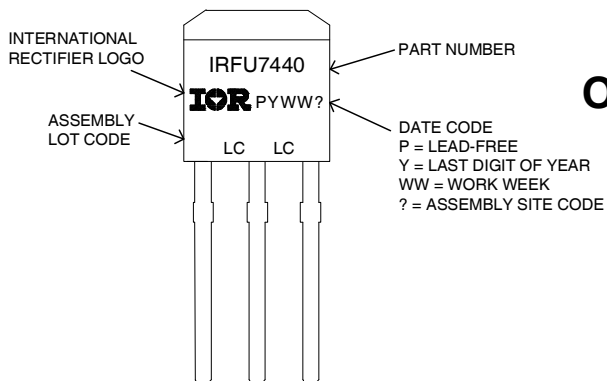 INTERNATIONAL
RECTIFIER LOGO
ASSEMBLY
LOT CODE
IRFU7440
IOR PYWW?
LC LC
PART NUMBER
DATE CODE
P = LEAD-FREE
Y = LAST DIGIT OF YEAR
WW = WORK WEEK
? = ASSEMBLY SITE CODE
O